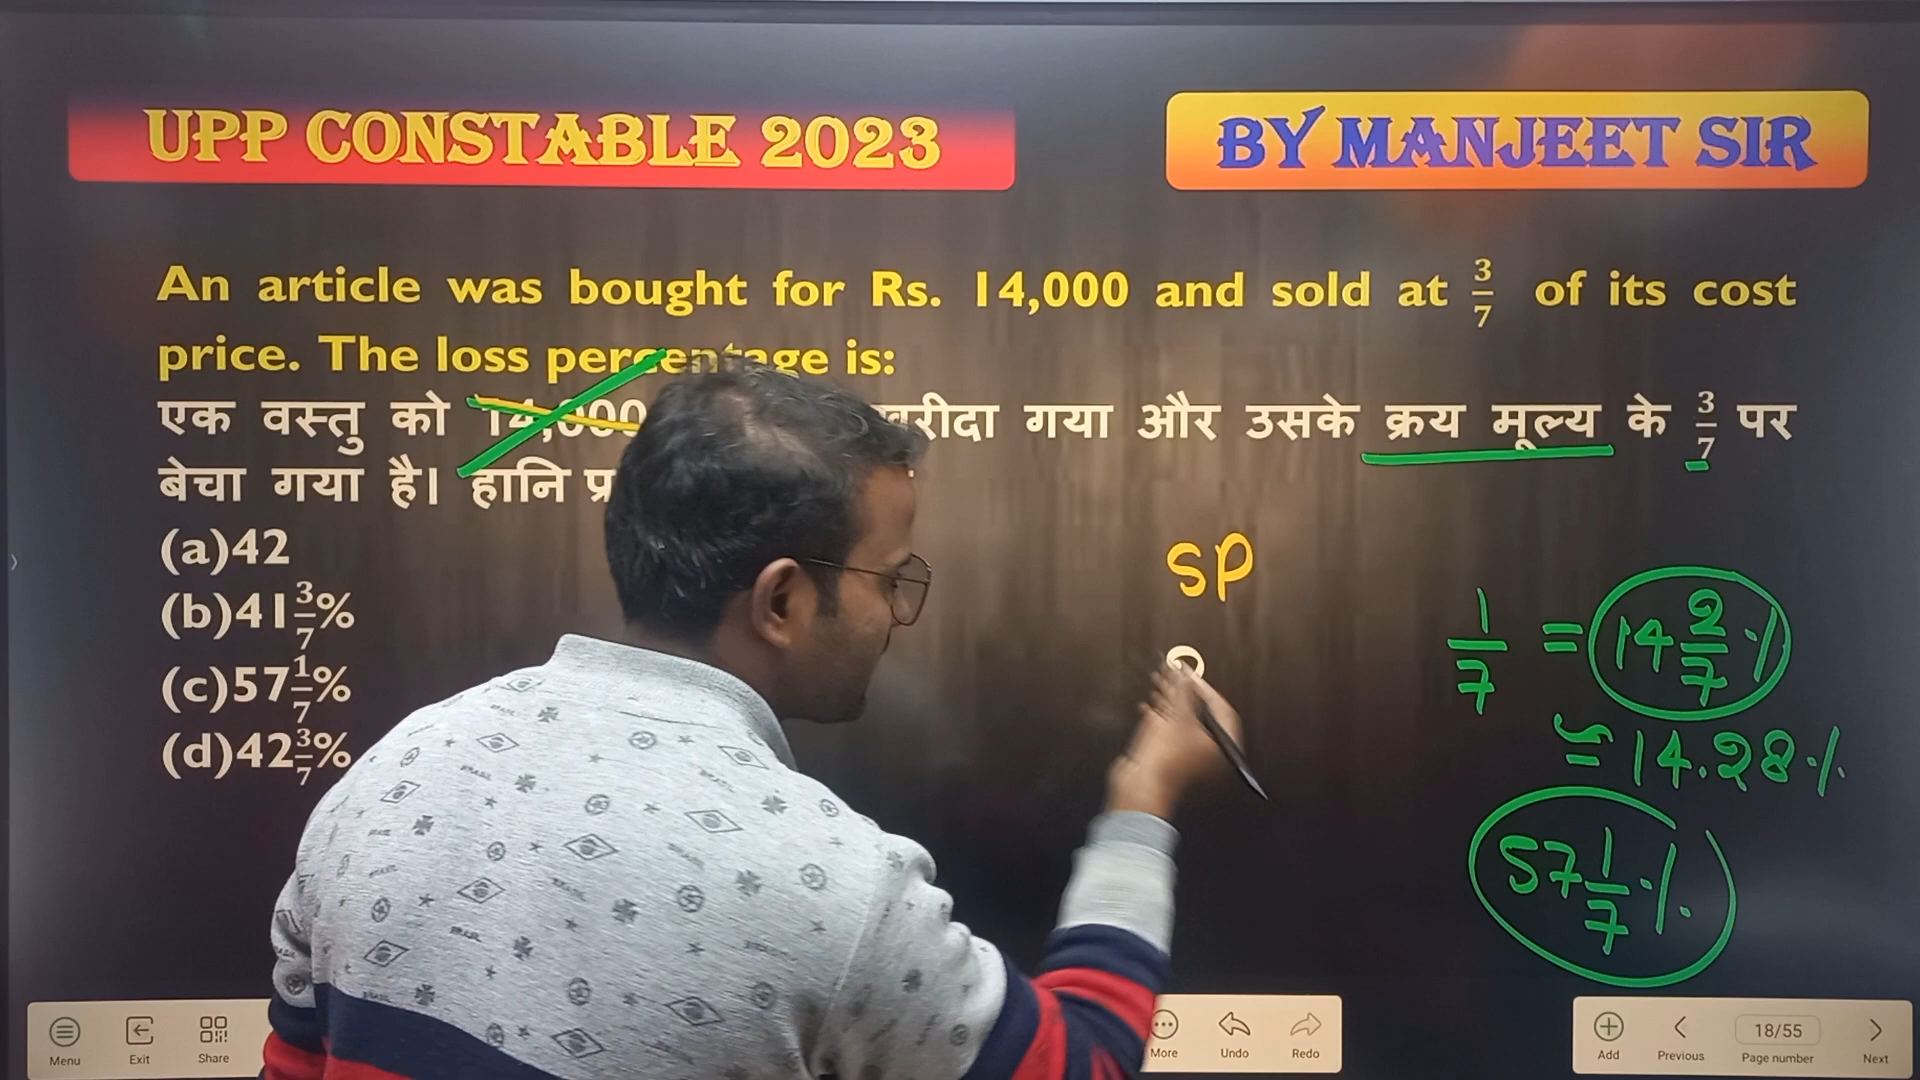 UPP CONSTABLE 2023
BY MANJEET SIR
An article was bought for Rs. 14,000 and sold at 3/7 of its cost
price. The loss percentage is:
एक वस्तु को 14,000 गया और उसके क्रय मूल्य के 3/7 पर
बेचा गया है। हानि
(a)42
(b)41 3/7%
(c)57 1/7%
(d)42 3/7%
SP
1/7 = 14 2/7 %
≃ 14.28%
57 1/7 %
Menu
Exit
Share
More
Undo
Redo
Add
Previous
18/55
Page number
Next